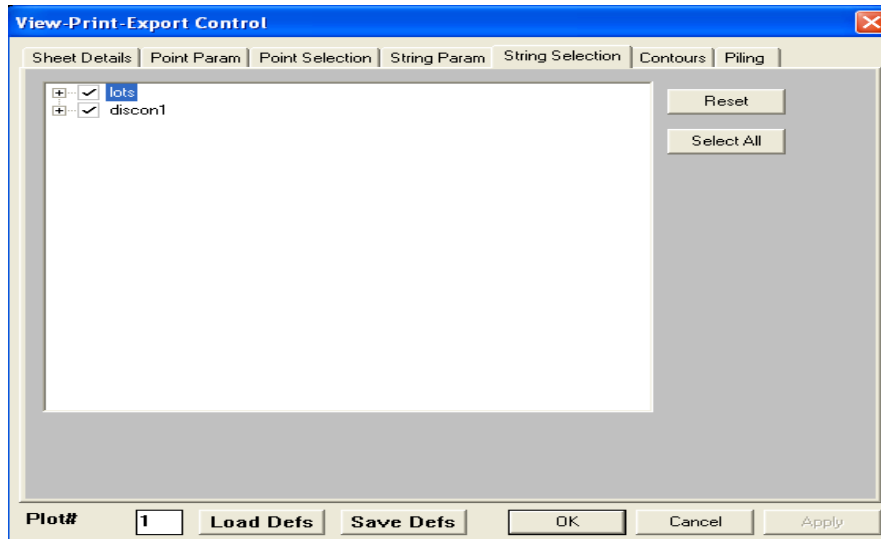 View-Print-Export Control
Sheet Details Point Param Point Selection String Param String Selection Contours Piling
lots
discon1
Reset
Select All
Plot# 1 Load Defs Save Defs OK Cancel Apply